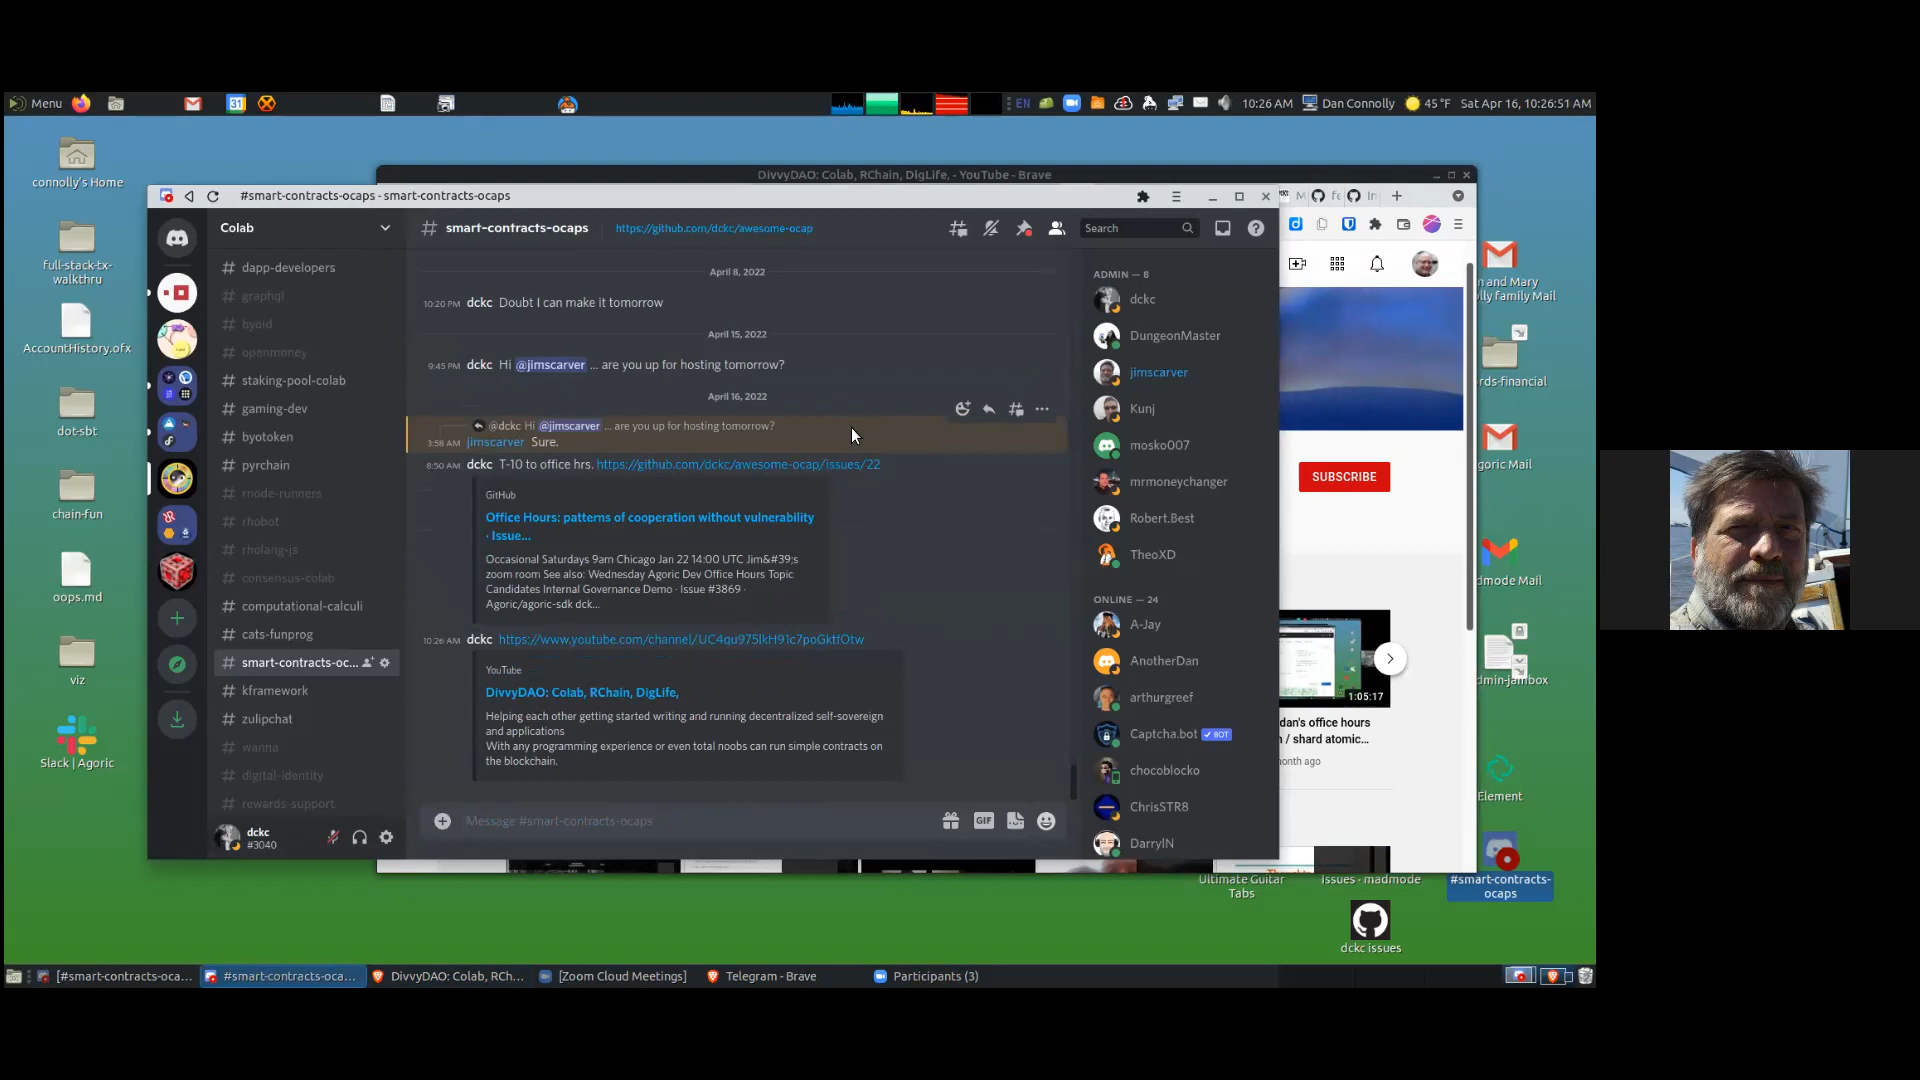 Menu
31
EN
10:26 AM
Dan Connolly
45 °F
Sat Apr 16, 10:26:51 AM
connolly's Home
full-stack-tx-
walkthru
AccountHistory.ofx
dot-sbt
chain-fun
oops.md
viz
Slack | Agoric
DivvyDAO: Colab, RChain, DigLife, - YouTube - Brave
#smart-contracts-ocaps - smart-contracts-ocaps
Colab
smart-contracts-ocaps
https://github.com/dckc/awesome-ocap
Search
dapp-developers
graphql
byoid
openmoney
staking-pool-colab
gaming-dev
byotoken
pyrchain
rnode-runners
rhobot
rholang-js
consensus-colab
computational-calculi
cats-funprog
smart-contracts-oc...
kframework
zulipchat
wanna
digital-identity
rewards-support
dckc
#3040
April 8, 2022
10:20 PM dckc Doubt I can make it tomorrow
April 15, 2022
9:45 PM dckc Hi @jimscarver ... are you up for hosting tomorrow?
April 16, 2022
@dckc Hi @jimscarver ... are you up for hosting tomorrow?
3:58 AM jimscarver Sure.
8:50 AM dckc T-10 to office hrs. https://github.com/dckc/awesome-ocap/issues/22
GitHub
Office Hours: patterns of cooperation without vulnerability
· Issue...
Occasional Saturdays 9am Chicago Jan 22 14:00 UTC Jim&#39;s
zoom room See also: Wednesday Agoric Dev Office Hours Topic
Candidates Internal Governance Demo · Issue #3869 ·
Agoric/agoric-sdk dck...
10:26 AM dckc https://www.youtube.com/channel/UC4qu975lkH91c7poGktfOtw
YouTube
DivvyDAO: Colab, RChain, DigLife,
Helping each other getting started writing and running decentralized self-sovereign
and applications
With any programming experience or even total noobs can run simple contracts on
the blockchain.
Message #smart-contracts-ocaps
GIF
ADMIN — 8
dckc
DungeonMaster
jimscarver
Kunj
mosko007
mrmoneychanger
Robert.Best
TheoXD
ONLINE — 24
A-Jay
AnotherDan
arthurgreef
Captcha.bot
BOT
chocoblocko
ChrisSTR8
DarrylN
SUBSCRIBE
1:05:17
dan's office hours
/ shard atomic...
month ago
n and Mary
lly family Mail
rds-financial
goric Mail
dmode Mail
dmin-jambox
Element
#smart-contracts-
ocaps
Ultimate Guitar
Tabs
Issues · madmode
dckc issues
[#smart-contracts-oca...
#smart-contracts-oca...
DivvyDAO: Colab, RCh...
[Zoom Cloud Meetings]
Telegram - Brave
Participants (3)